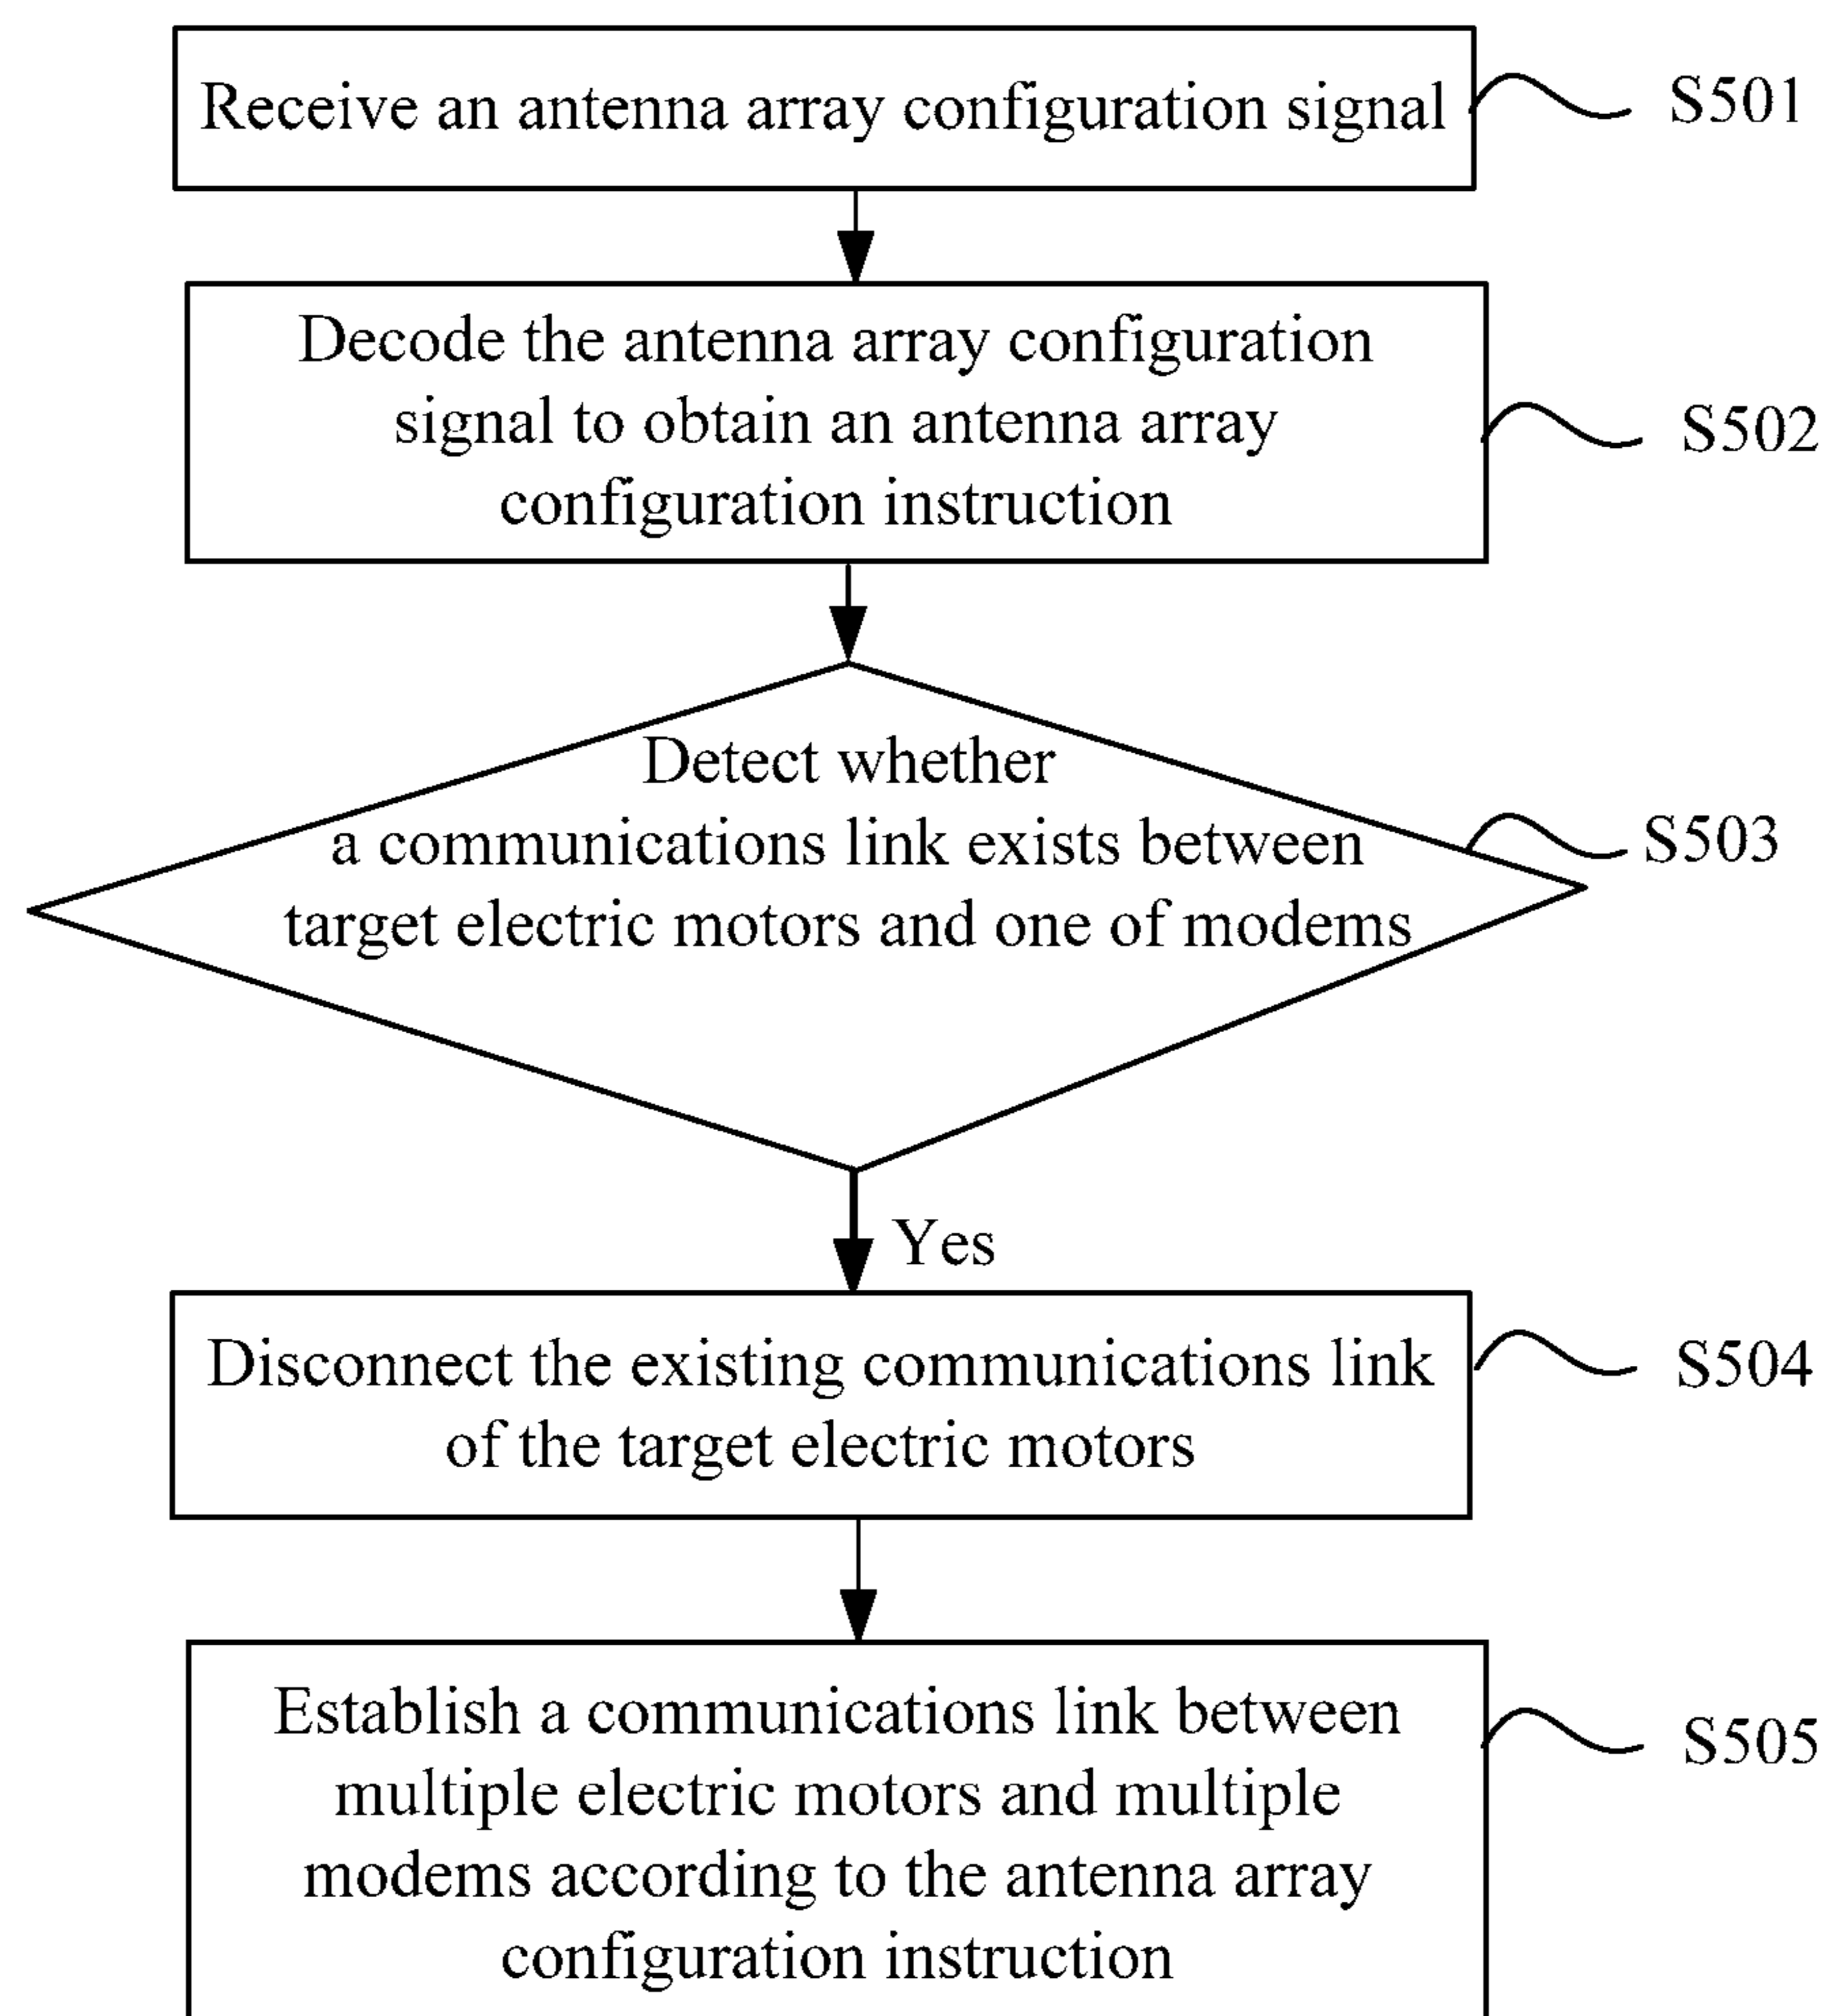 Receive an antenna array configuration signal
S501
Decode the antenna array configuration
signal to obtain an antenna array
configuration instruction
S502
Detect whether
a communications link exists between
target electric motors and one of modems
S503
Yes
Disconnect the existing communications link
of the target electric motors
S504
Establish a communications link between
multiple electric motors and multiple
modems according to the antenna array
configuration instruction
S505